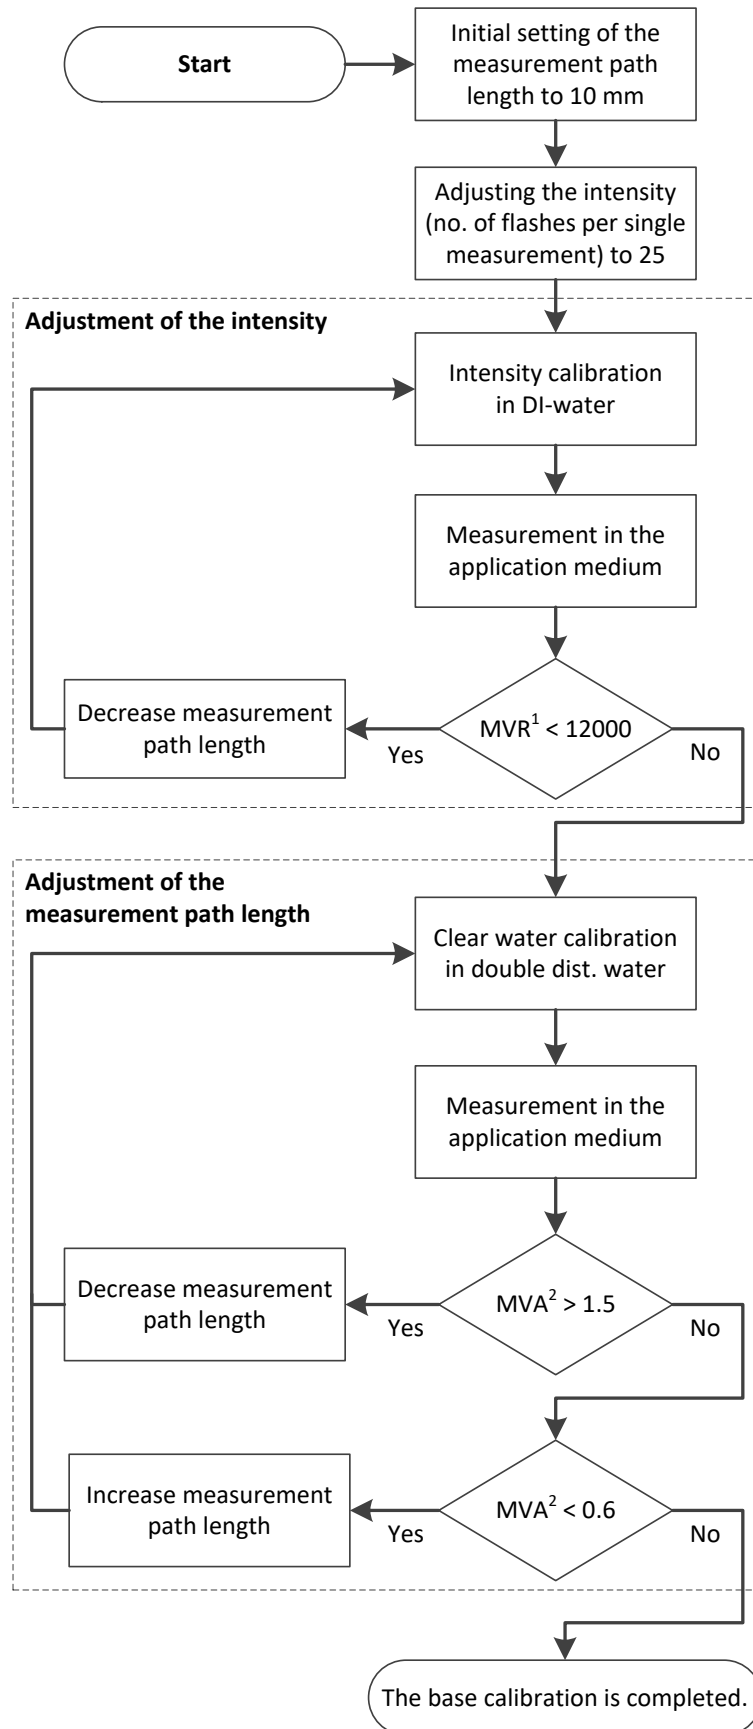 Start
Initial setting of the
measurement path
length to 10 mm
Adjusting the intensity
(no. of flashes per single
measurement) to 25
Adjustment of the intensity
Intensity calibration
in DI-water
Measurement in the
application medium
MVR¹ < 12000
Yes
No
Decrease measurement
path length
Adjustment of the
measurement path length
Clear water calibration
in double dist. water
Measurement in the
application medium
MVA² > 1.5
Yes
No
Decrease measurement
path length
MVA² < 0.6
Yes
No
Increase measurement
path length
The base calibration is completed.